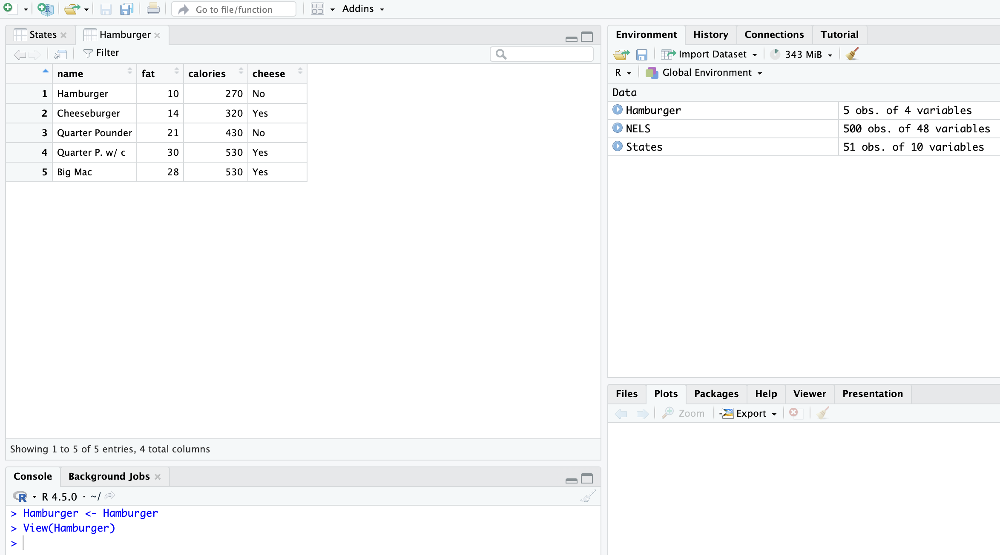 Go to file/function Addins
States Hamburger
Filter
name fat calories cheese
1 Hamburger 10 270 No
2 Cheeseburger 14 320 Yes
3 Quarter Pounder 21 430 No
4 Quarter P. w/ c 30 530 Yes
5 Big Mac 28 530 Yes
Showing 1 to 5 of 5 entries, 4 total columns
Console Background Jobs
R R 4.5.0 · ~/
> Hamburger <- Hamburger
> View(Hamburger)
>
Environment History Connections Tutorial
Import Dataset 343 MiB
R Global Environment
Data
Hamburger 5 obs. of 4 variables
NELS 500 obs. of 48 variables
States 51 obs. of 10 variables
Files Plots Packages Help Viewer Presentation
Zoom Export